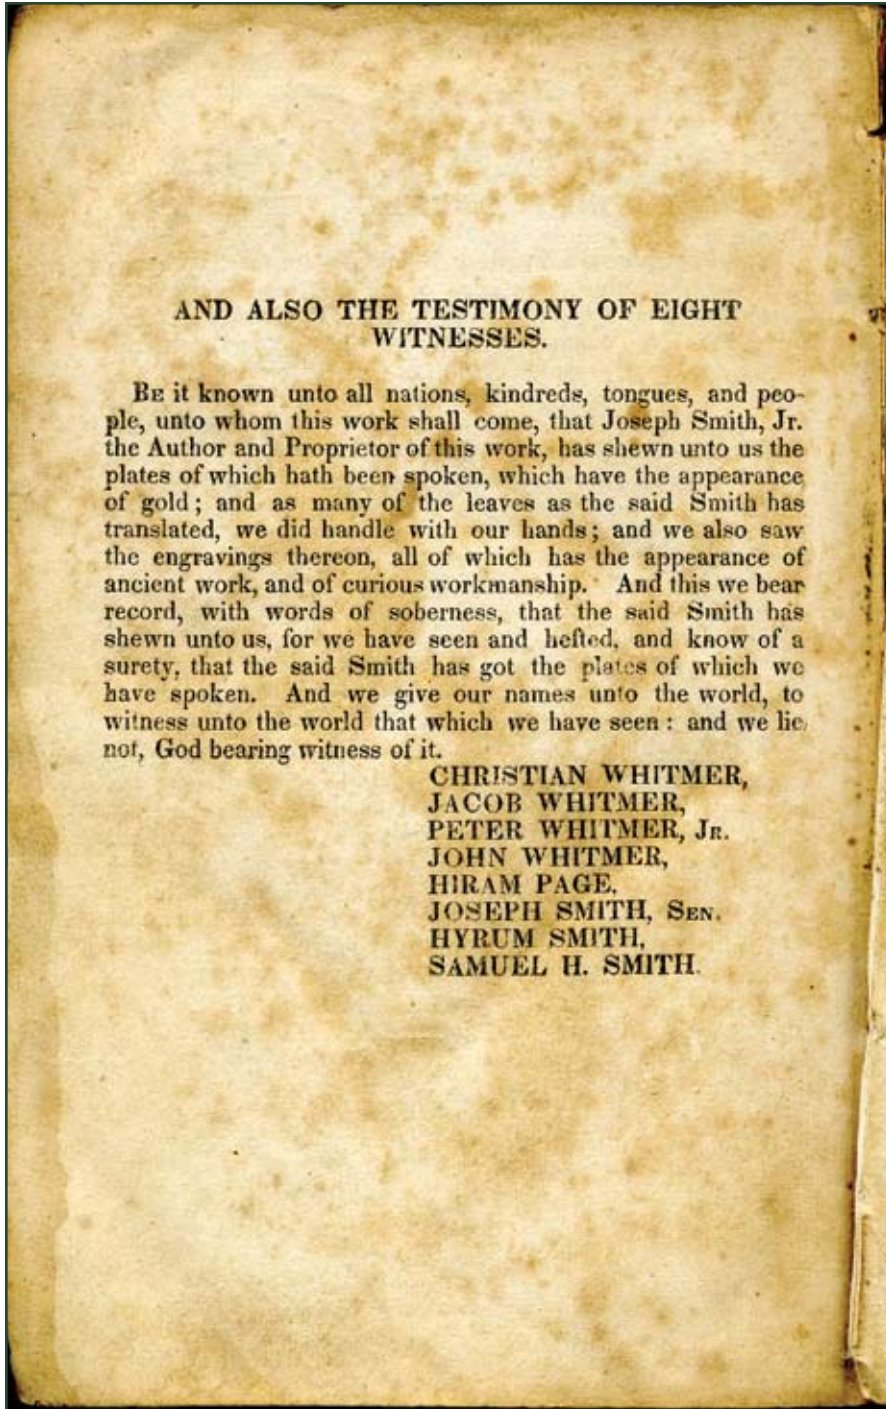 AND ALSO THE TESTIMONY OF EIGHT
WITNESSES.
BE it known unto all nations, kindreds, tongues, and peo-
ple, unto whom this work shall come, that Joseph Smith, Jr.
the Author and Proprietor of this work, has shewn unto us the
plates of which hath been spoken, which have the appearance
of gold; and as many of the leaves as the said Smith has
translated, we did handle with our hands; and we also saw
the engravings thereon, all of which has the appearance of
ancient work, and of curious workmanship. And this we bear
record, with words of soberness, that the said Smith has
shewn unto us, for we have seen and hefted, and know of a
surety, that the said Smith has got the plates of which we
have spoken. And we give our names unto the world, to
witness unto the world that which we have seen: and we lie
not, God bearing witness of it.
CHRISTIAN WHITMER,
JACOB WHITMER,
PETER WHITMER, JR.
JOHN WHITMER,
HIRAM PAGE,
JOSEPH SMITH, SEN.
HYRUM SMITH,
SAMUEL H. SMITH.